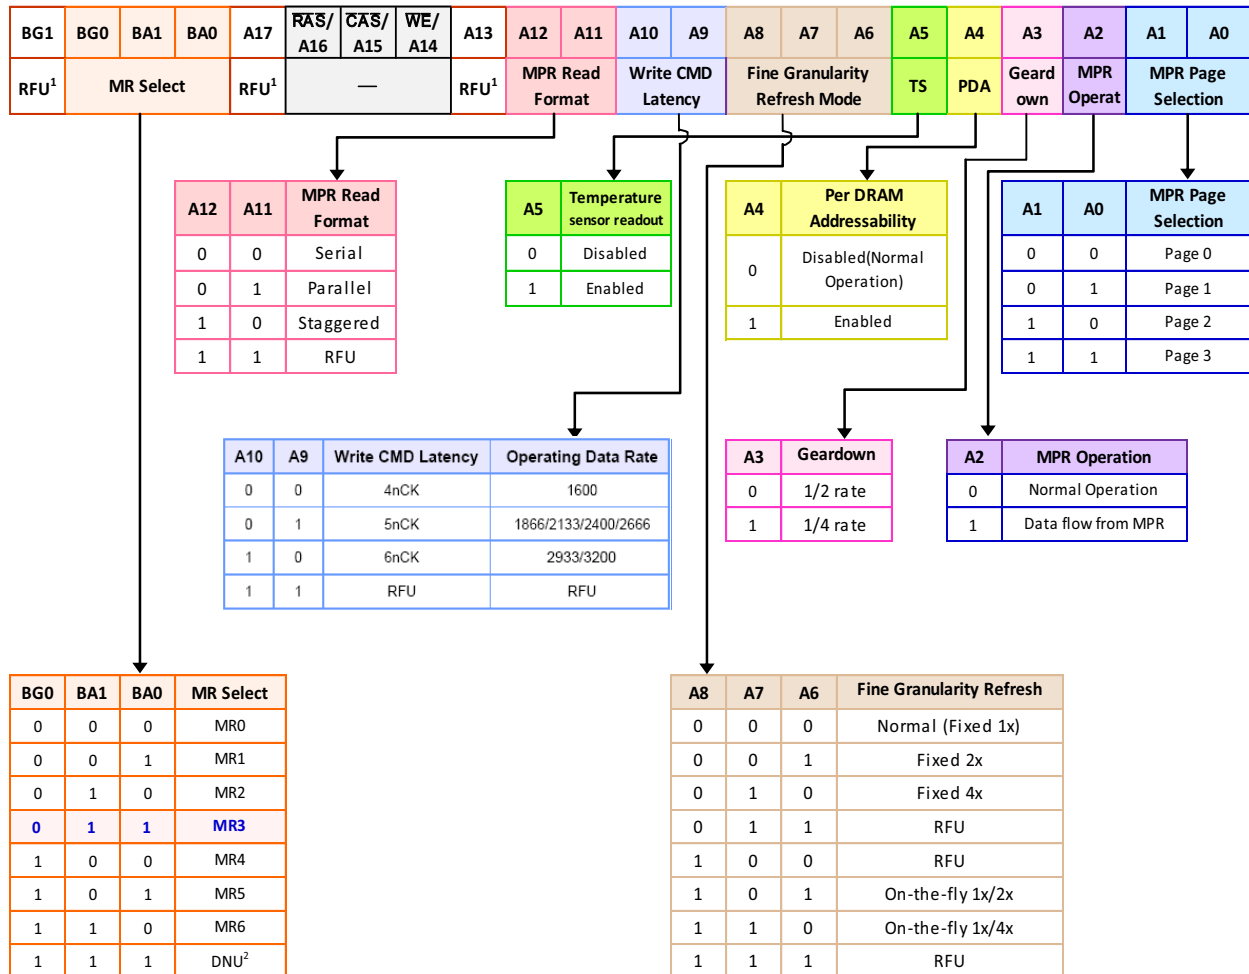 BG1 BG0 BA1 BA0 A17 RAS/ A16 CAS/ A15 WE/ A14 A13 A12 A11 A10 A9 A8 A7 A6 A5 A4 A3 A2 A1 A0
RFU1 MR Select RFU1 — RFU1 MPR Read Format Write CMD Latency Fine Granularity Refresh Mode TS PDA Geard own MPR Operat MPR Page Selection
A12 A11 MPR Read Format
0 0 Serial
0 1 Parallel
1 0 Staggered
1 1 RFU
A5 Temperature sensor readout
0 Disabled
1 Enabled
A4 Per DRAM Addressability
0 Disabled(Normal Operation)
1 Enabled
A1 A0 MPR Page Selection
0 0 Page 0
0 1 Page 1
1 0 Page 2
1 1 Page 3
A10 A9 Write CMD Latency Operating Data Rate
0 0 4nCK 1600
0 1 5nCK 1866/2133/2400/2666
1 0 6nCK 2933/3200
1 1 RFU RFU
A3 Geardown
0 1/2 rate
1 1/4 rate
A2 MPR Operation
0 Normal Operation
1 Data flow from MPR
BG0 BA1 BA0 MR Select
0 0 0 MR0
0 0 1 MR1
0 1 0 MR2
0 1 1 MR3
1 0 0 MR4
1 0 1 MR5
1 1 0 MR6
1 1 1 DNU2
A8 A7 A6 Fine Granularity Refresh
0 0 0 Normal (Fixed 1x)
0 0 1 Fixed 2x
0 1 0 Fixed 4x
0 1 1 RFU
1 0 0 RFU
1 0 1 On-the-fly 1x/2x
1 1 0 On-the-fly 1x/4x
1 1 1 RFU